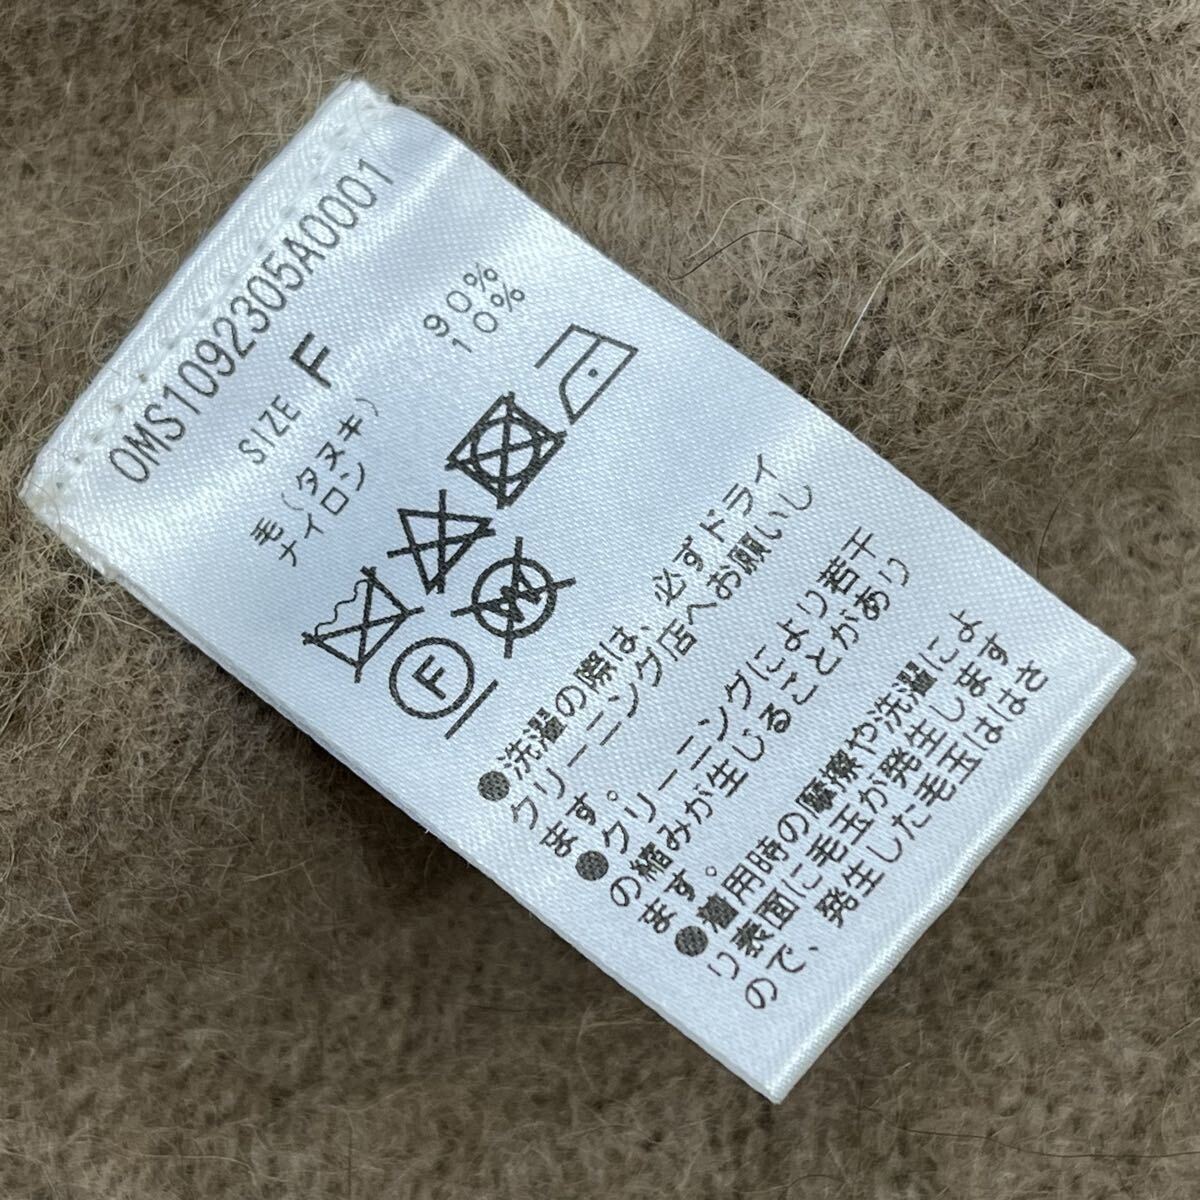 OMS1092305A0001
SIZE F
毛(タヌキ) 90%
ナイロン 10%
W
F
●洗濯の際は、必ずドライ
クリーニング店へお願いし
ます。
●クリーニングにより若干
の縮みが生じることがあり
ます。
●着用時の摩擦や洗濯によ
り表面に毛玉が発生します
ので、発生した毛玉ははさ